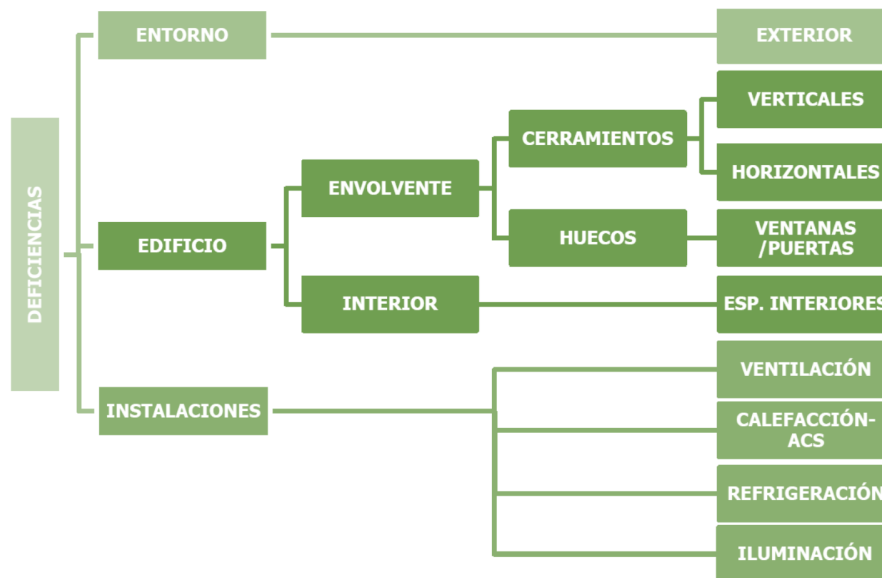 DEFICIENCIAS
ENTORNO
EXTERIOR
EDIFICIO
ENVOLVENTE
CERRAMIENTOS
VERTICALES
HORIZONTALES
HUECOS
VENTANAS
/PUERTAS
INTERIOR
ESP. INTERIORES
INSTALACIONES
VENTILACIÓN
CALEFACCIÓN-
ACS
REFRIGERACIÓN
ILUMINACIÓN